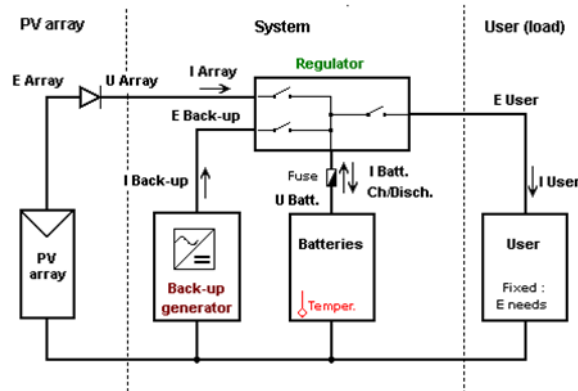 PV array
System
User (load)
Regulator
I Array
E Array
U Array
E Back-up
E User
I Back-up
Fuse
I Batt.
Ch/Disch.
U Batt.
I User
PV
array
Back-up
generator
Batteries
Temper.
User
Fixed :
E needs